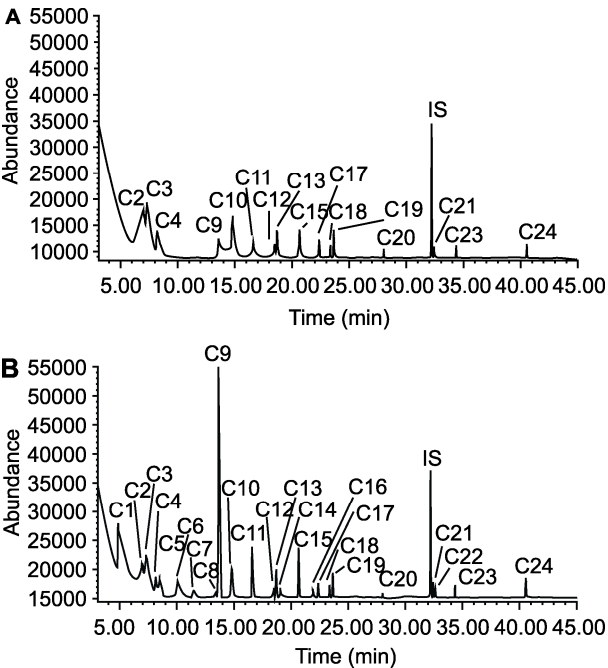 A
55000
50000
45000
40000
35000
30000
25000
20000
15000
10000
Abundance
C2
C3
C4
C9
C10
C11
C12
C13
C15
C17
C18
C19
C20
IS
C21
C23
C24
5.00 10.00 15.00 20.00 25.00 30.00 35.00 40.00 45.00
Time (min)
B
55000
50000
45000
40000
35000
30000
25000
20000
15000
Abundance
C1
C2
C3
C4
C5
C6
C7
C8
C9
C10
C11
C12
C13
C14
C15
C16
C17
C18
C19
C20
IS
C21
C22
C23
C24
5.00 10.00 15.00 20.00 25.00 30.00 35.00 40.00 45.00
Time (min)